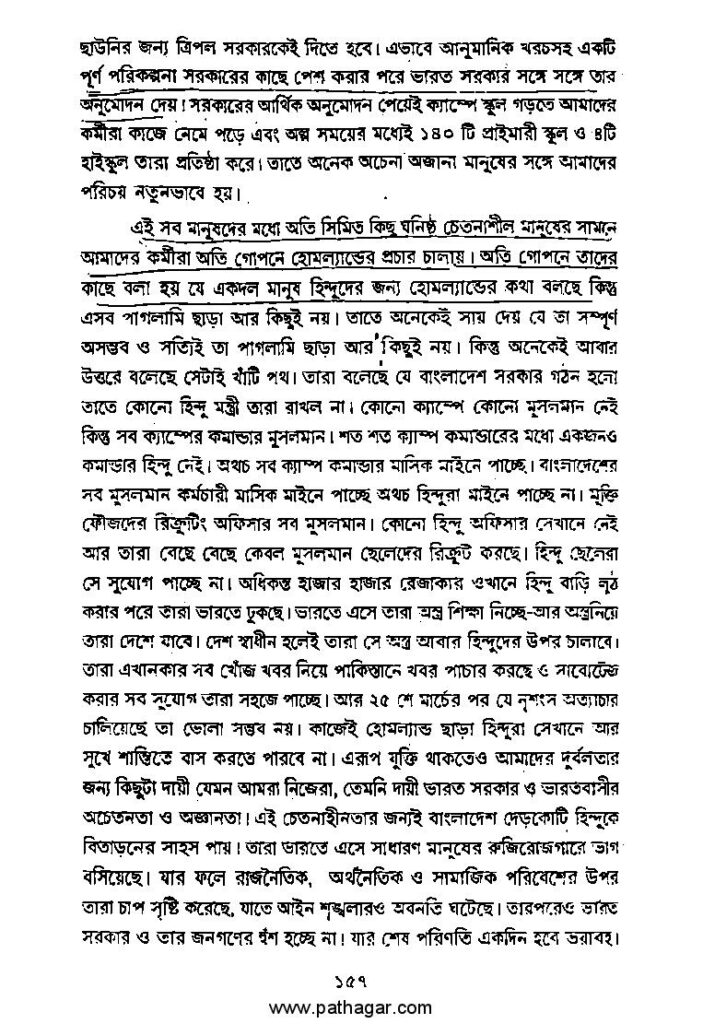 ছাউনির জন্য ত্রিপল সরকারকেই দিতে হবে। এভাবে আনুমানিক খরচসহ একটি
পূর্ণ পরিকল্পনা সরকারের কাছে পেশ করার পরে ভারত সরকার সঙ্গে সঙ্গে তার
অনুমোদন দেয়। সরকারের আর্থিক অনুমোদন পেয়েই ক্যাম্পে স্কুল গড়তে আমাদের
কর্মীরা কাজে নেমে পড়ে এবং অল্প সময়ের মধ্যেই ১৪০ টি প্রাইমারী স্কুল ও ৪টি
হাইস্কুল তারা প্রতিষ্ঠা করে। তাতে অনেক অচেনা অজানা মানুষের সঙ্গে আমাদের
পরিচয় নতুনভাবে হয়।
এই সব মানুষদের মধ্যে অতি সিমিত কিছু ঘনিষ্ঠ চেতনাশীল মানুষের সামনে
আমাদের কর্মীরা অতি গোপনে হোমল্যান্ডের প্রচার চালায়। অতি গোপনে তাদের
কাছে বলা হয় যে একদল মানুষ হিন্দুদের জন্য হোমল্যান্ডের কথা বলছে কিন্তু
এসব পাগলামি ছাড়া আর কিছুই নয়। তাতে অনেকেই সায় দেয় যে তা সম্পূর্ণ
অসম্ভব ও সত্যিই তা পাগলামি ছাড়া আর কিছুই নয়। কিন্তু অনেকেই আবার
উত্তরে বলেছে সেটাই খাঁটি পথ। তারা বলেছে যে বাংলাদেশ সরকার গঠন হলো
তাতে কোনো হিন্দু মন্ত্রী তারা রাখল না। কোনো ক্যাম্পে কোনো মুসলমান নেই
কিন্তু সব ক্যাম্পের কমান্ডার মুসলমান। শত শত ক্যাম্প কমান্ডারের মধ্যে একজনও
কমান্ডার হিন্দু নেই। অথচ সব ক্যাম্প কমান্ডার মাসিক মাইনে পাচ্ছে। বাংলাদেশের
সব মুসলমান কর্মচারী মাসিক মাইনে পাচ্ছে অথচ হিন্দুরা মাইনে পাচ্ছে না। মুক্তি
ফৌজদের রিক্রুটিং অফিসার সব মুসলমান। কোনো হিন্দু অফিসার সেখানে নেই
আর তারা বেছে বেছে কেবল মুসলমান ছেলেদের রিক্রুট করছে। হিন্দু ছেলেরা
সে সুযোগ পাচ্ছে না। অধিকন্ত হাজার হাজার রেজাকার ওখানে হিন্দু বাড়ি লুঠ
করার পরে তারা ভারতে ঢুকছে। ভারতে এসে তারা অস্ত্র শিক্ষা নিচ্ছে-আর অস্ত্রনিয়ে
তারা দেশে যাবে। দেশ স্বাধীন হলেই তারা সে অস্ত্র আবার হিন্দুদের উপর চালাবে।
তারা এখানকার সব খোঁজ খবর নিয়ে পাকিস্তানে খবর পাচার করছে ও সাবোটেজ
করার সব সুযোগ তারা সহজে পাচ্ছে। আর ২৫ শে মার্চের পর যে নৃশংস অত্যাচার
চালিয়েছে তা ভোলা সম্ভব নয়। কাজেই হোমল্যান্ড ছাড়া হিন্দুরা সেখানে আর
সুখে শান্তিতে বাস করতে পারবে না। এরূপ যুক্তি থাকতেও আমাদের দুর্বলতার
জন্য কিছুটা দায়ী যেমন আমরা নিজেরা, তেমনি দায়ী ভারত সরকার ও ভারতবাসীর
অচেতনতা ও অজ্ঞানতা। এই চেতনাহীনতার জন্যই বাংলাদেশ দেড়কোটি হিন্দুকে
বিতাড়নের সাহস পায়। তারা ভারতে এসে সাধারণ মানুষের রুজিরোজগারে ভাগ
বসিয়েছে। যার ফলে রাজনৈতিক, অর্থনৈতিক ও সামাজিক পরিবেশের উপর
তারা চাপ সৃষ্টি করেছে, যাতে আইন শৃঙ্খলারও অবনতি ঘটেছে। তারপরেও ভারত
সরকার ও তার জনগণের হুঁশ হচ্ছে না। যার শেষ পরিণতি একদিন হবে ভয়াবহ।
১৫৭
www.pathagar.com